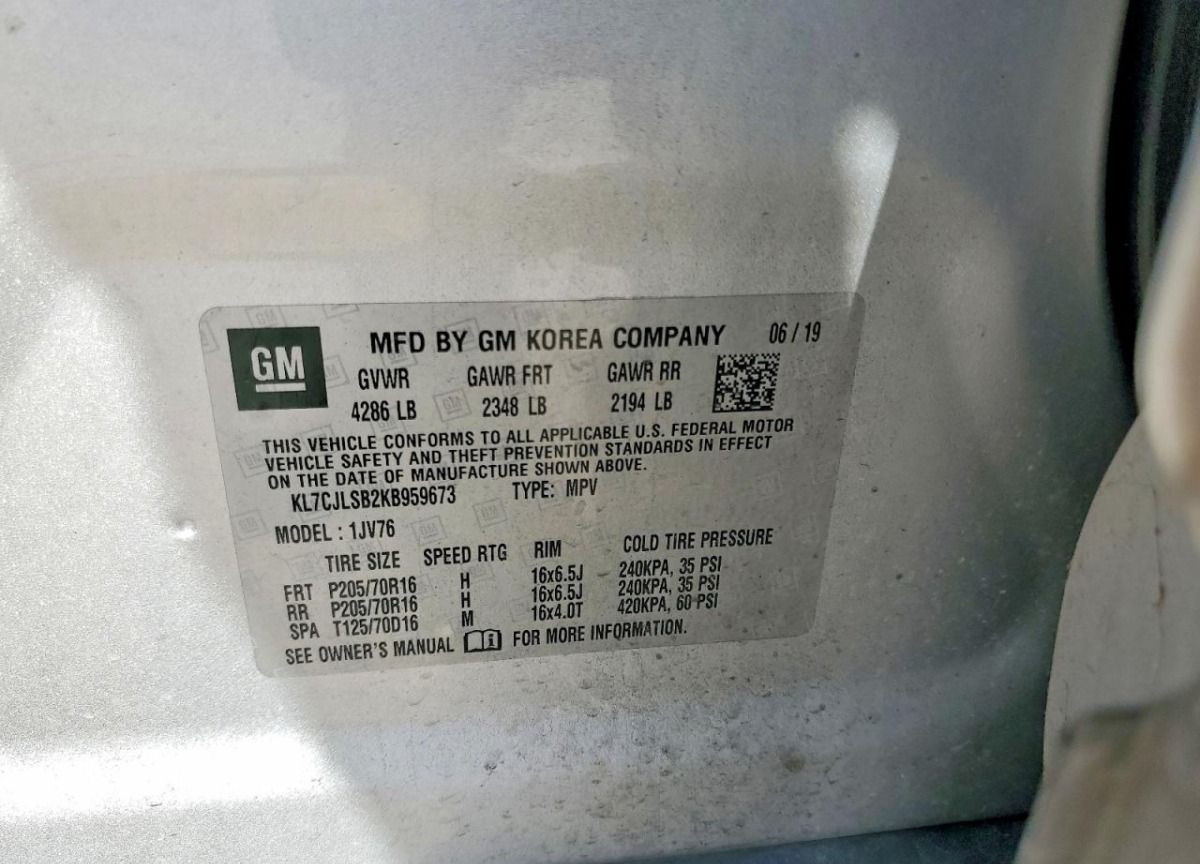 GM
MFD BY GM KOREA COMPANY 06 / 19
GVWR GAWR FRT GAWR RR
4286 LB 2348 LB 2194 LB
THIS VEHICLE CONFORMS TO ALL APPLICABLE U.S. FEDERAL MOTOR
VEHICLE SAFETY AND THEFT PREVENTION STANDARDS IN EFFECT
ON THE DATE OF MANUFACTURE SHOWN ABOVE.
KL7CJLSB2KB959673 TYPE: MPV
MODEL : 1JV76
TIRE SIZE SPEED RTG RIM COLD TIRE PRESSURE
FRT P205/70R16 H 16x6.5J 240KPA, 35 PSI
RR P205/70R16 H 16x6.5J 240KPA, 35 PSI
SPA T125/70D16 M 16x4.0T 420KPA, 60 PSI
SEE OWNER'S MANUAL FOR MORE INFORMATION.